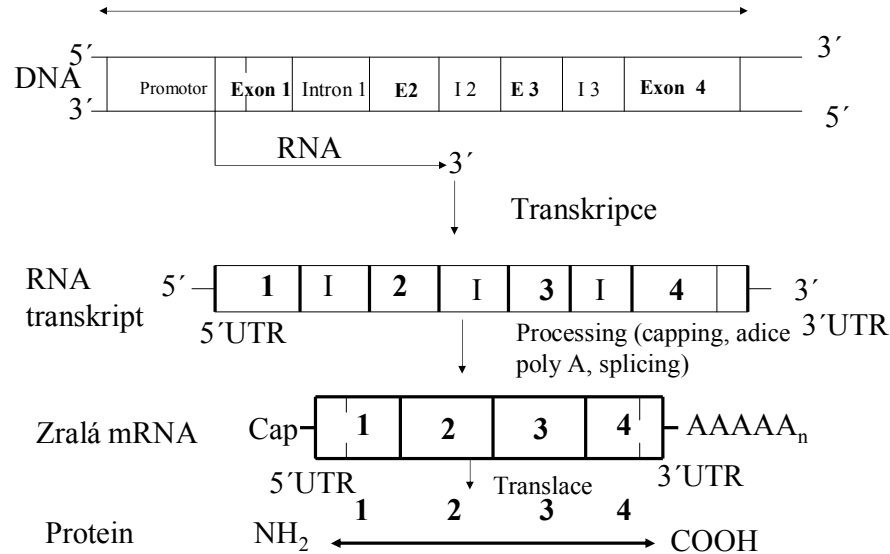 5´ 3´
DNA Promotor Exon 1 Intron 1 E2 I 2 E 3 I 3 Exon 4
3´ 5´
RNA 3´
Transkripce
RNA transkript
5´ 1 I 2 I 3 I 4 3´
5´UTR 3´UTR
Processing (capping, adice
poly A, splicing)
Zralá mRNA Cap 1 2 3 4 AAAAAn
5´UTR Translace 3´UTR
1 2 3 4
Protein NH2 COOH